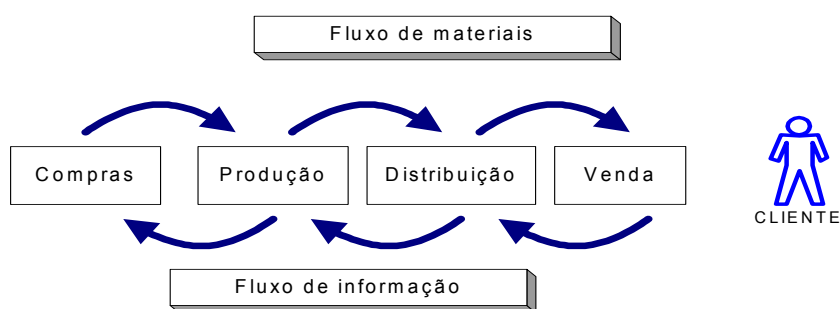 Fluxo de materiais
Compras
Produção
Distribuição
Venda
CLIENTE
Fluxo de informação